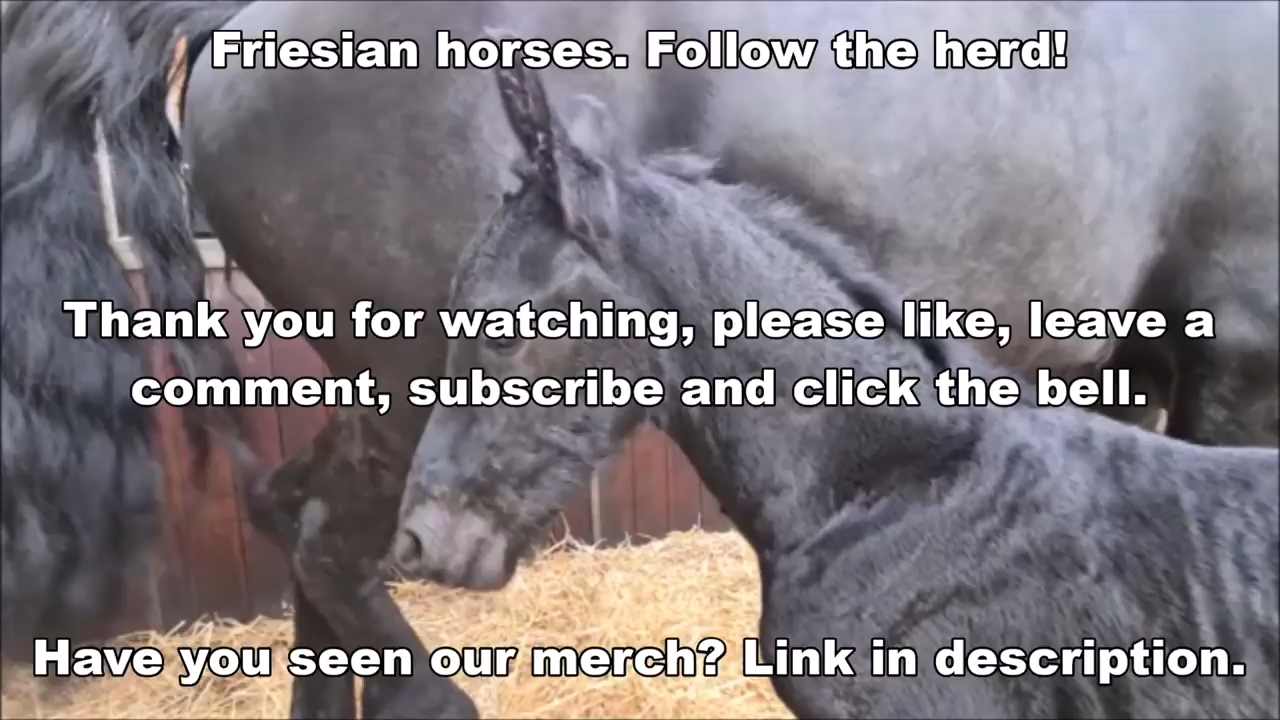 Friesian horses. Follow the herd!
Thank you for watching, please like, leave a
comment, subscribe and click the bell.
Have you seen our merch? Link in description.